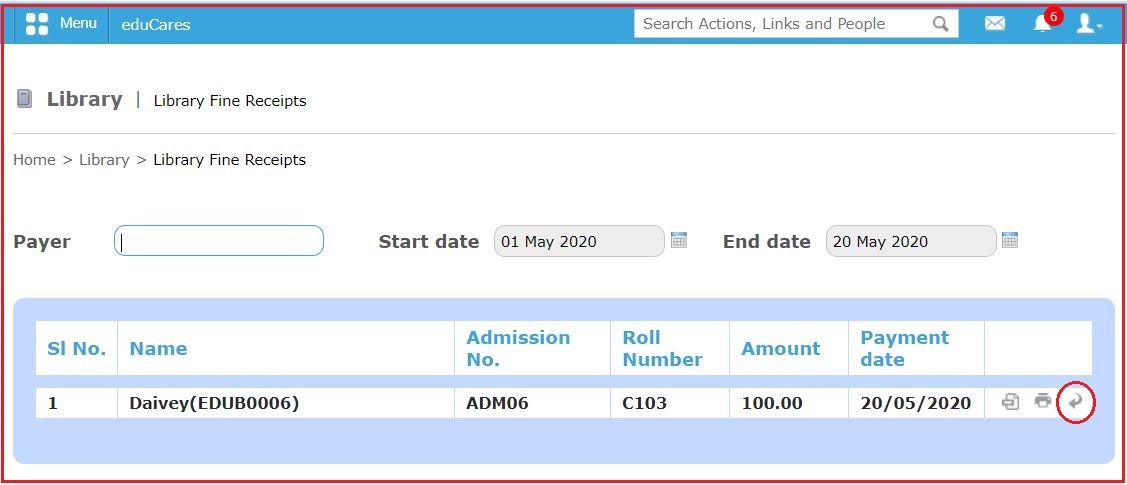 Menu eduCares Search Actions, Links and People 6
Library | Library Fine Receipts
Home > Library > Library Fine Receipts
Payer Start date 01 May 2020 End date 20 May 2020
Sl No. Name Admission No. Roll Number Amount Payment date
1 Daivey(EDUB0006) ADM06 C103 100.00 20/05/2020